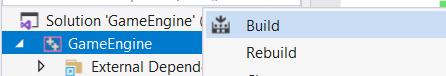 Solution 'GameEngine' (
GameEngine
External Depend
Build
Rebuild